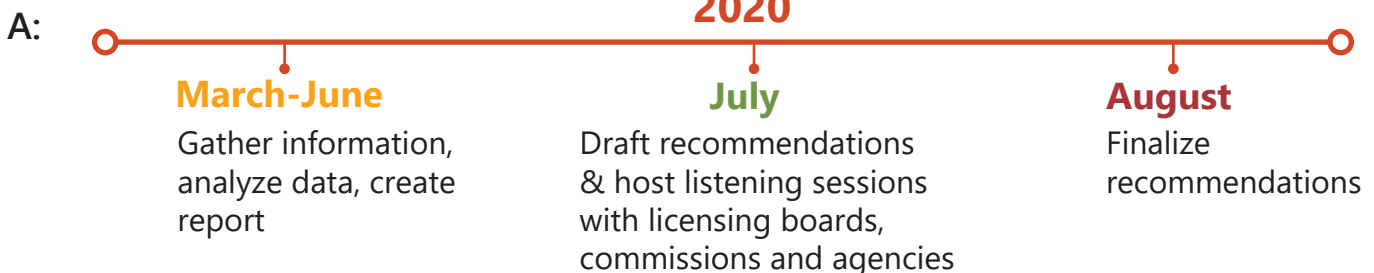 A:
2020
March-June
Gather information,
analyze data, create
report
July
Draft recommendations
& host listening sessions
with licensing boards,
commissions and agencies
August
Finalize
recommendations